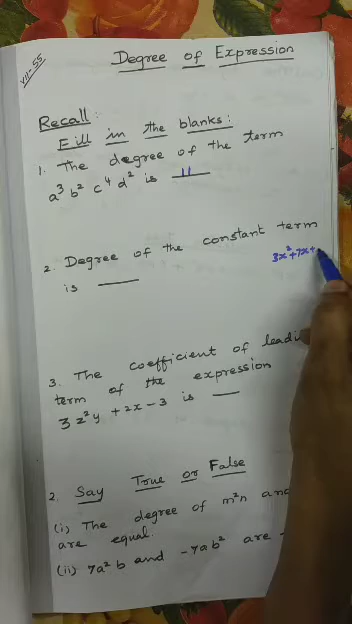 VII-55
Degree of Expression
Recall:
Fill in the blanks:
1. The degree of the term
a³ b² c⁴ d² is 11
2. Degree of the constant term
is ____
3x²+7x+
3. The coefficient of leadi
term of the expression
3z²y + 2x - 3 is __
2. Say True or False
(i) The degree of m²n and
are equal.
(ii) 7a²b and -7ab² are